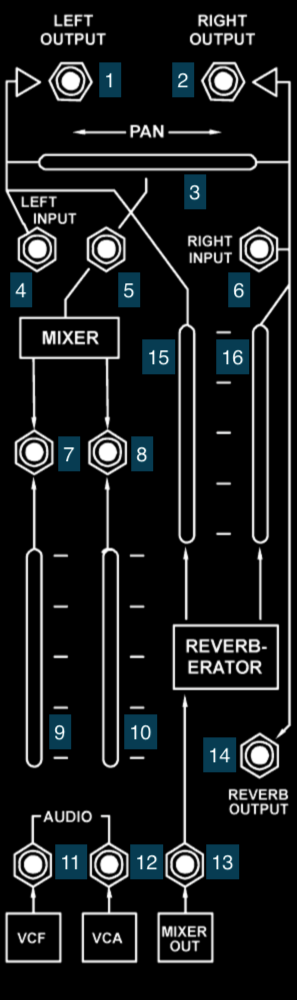 LEFT
OUTPUT
RIGHT
OUTPUT
1
2
PAN
3
LEFT
INPUT
RIGHT
INPUT
4
5
6
MIXER
15
16
7
8
REVERB-
ERATOR
9
10
14
REVERB
OUTPUT
AUDIO
11
12
13
VCF
VCA
MIXER
OUT